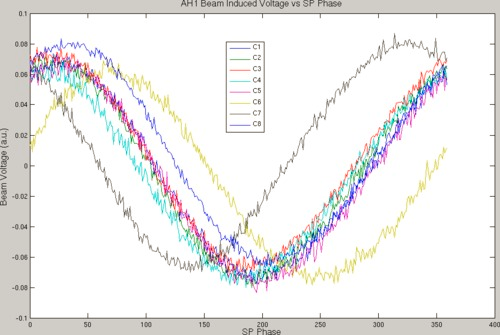 AH1 Beam Induced Voltage vs SP Phase
0.1
0.08
0.06
0.04
0.02
0
-0.02
-0.04
-0.06
-0.08
-0.1
Beam Voltage (a.u.)
C1
C2
C3
C4
C5
C6
C7
C8
0 50 100 150 200 250 300 350 400
SP Phase